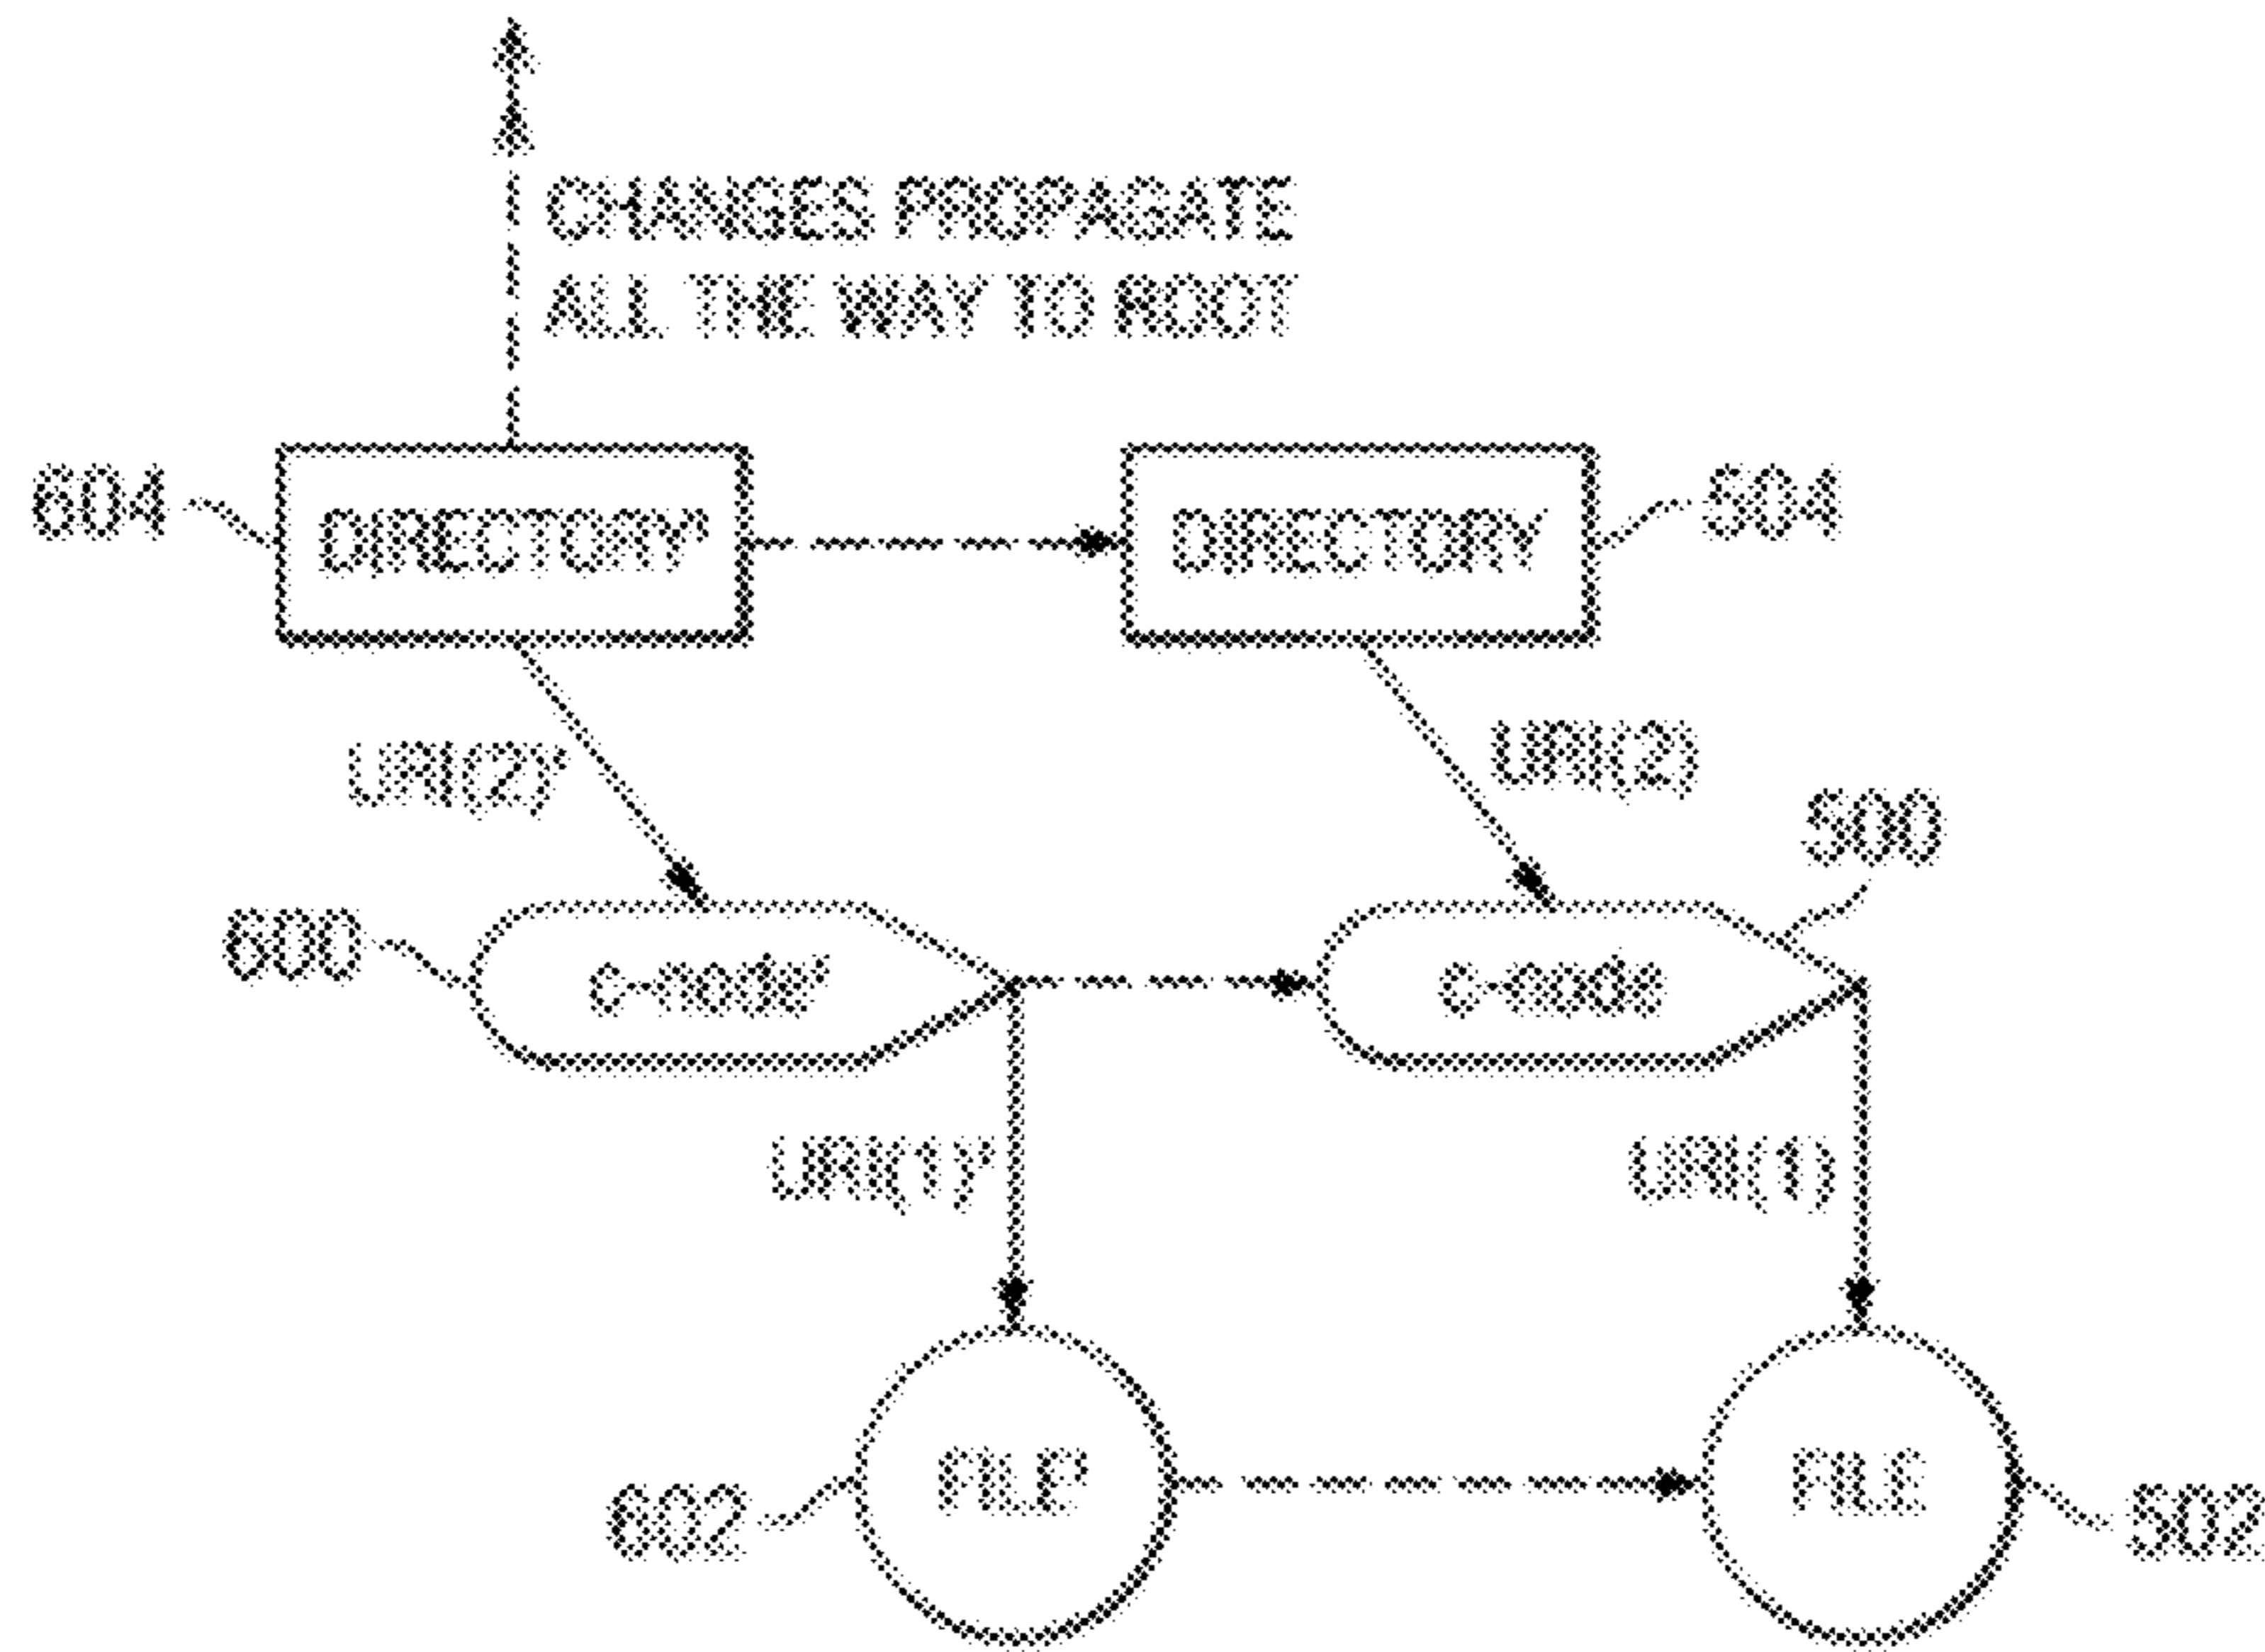 CHANGES PROPAGATE
ALL THE WAY TO ROOT
604
DIRECTORY'
DIRECTORY
504
URI(2)'
URI(2)
500
600
c-node'
c-node
URI(1)'
URI(1)
602
FILE'
FILE
502